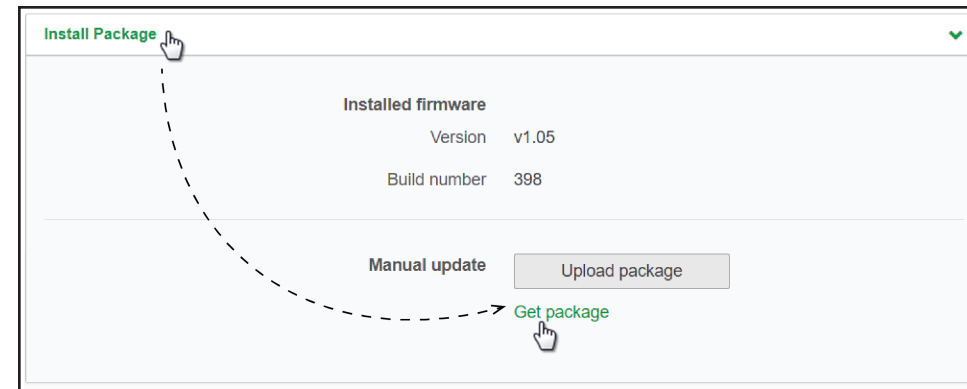 Install Package
Installed firmware
Version v1.05
Build number 398
Manual update Upload package
Get package